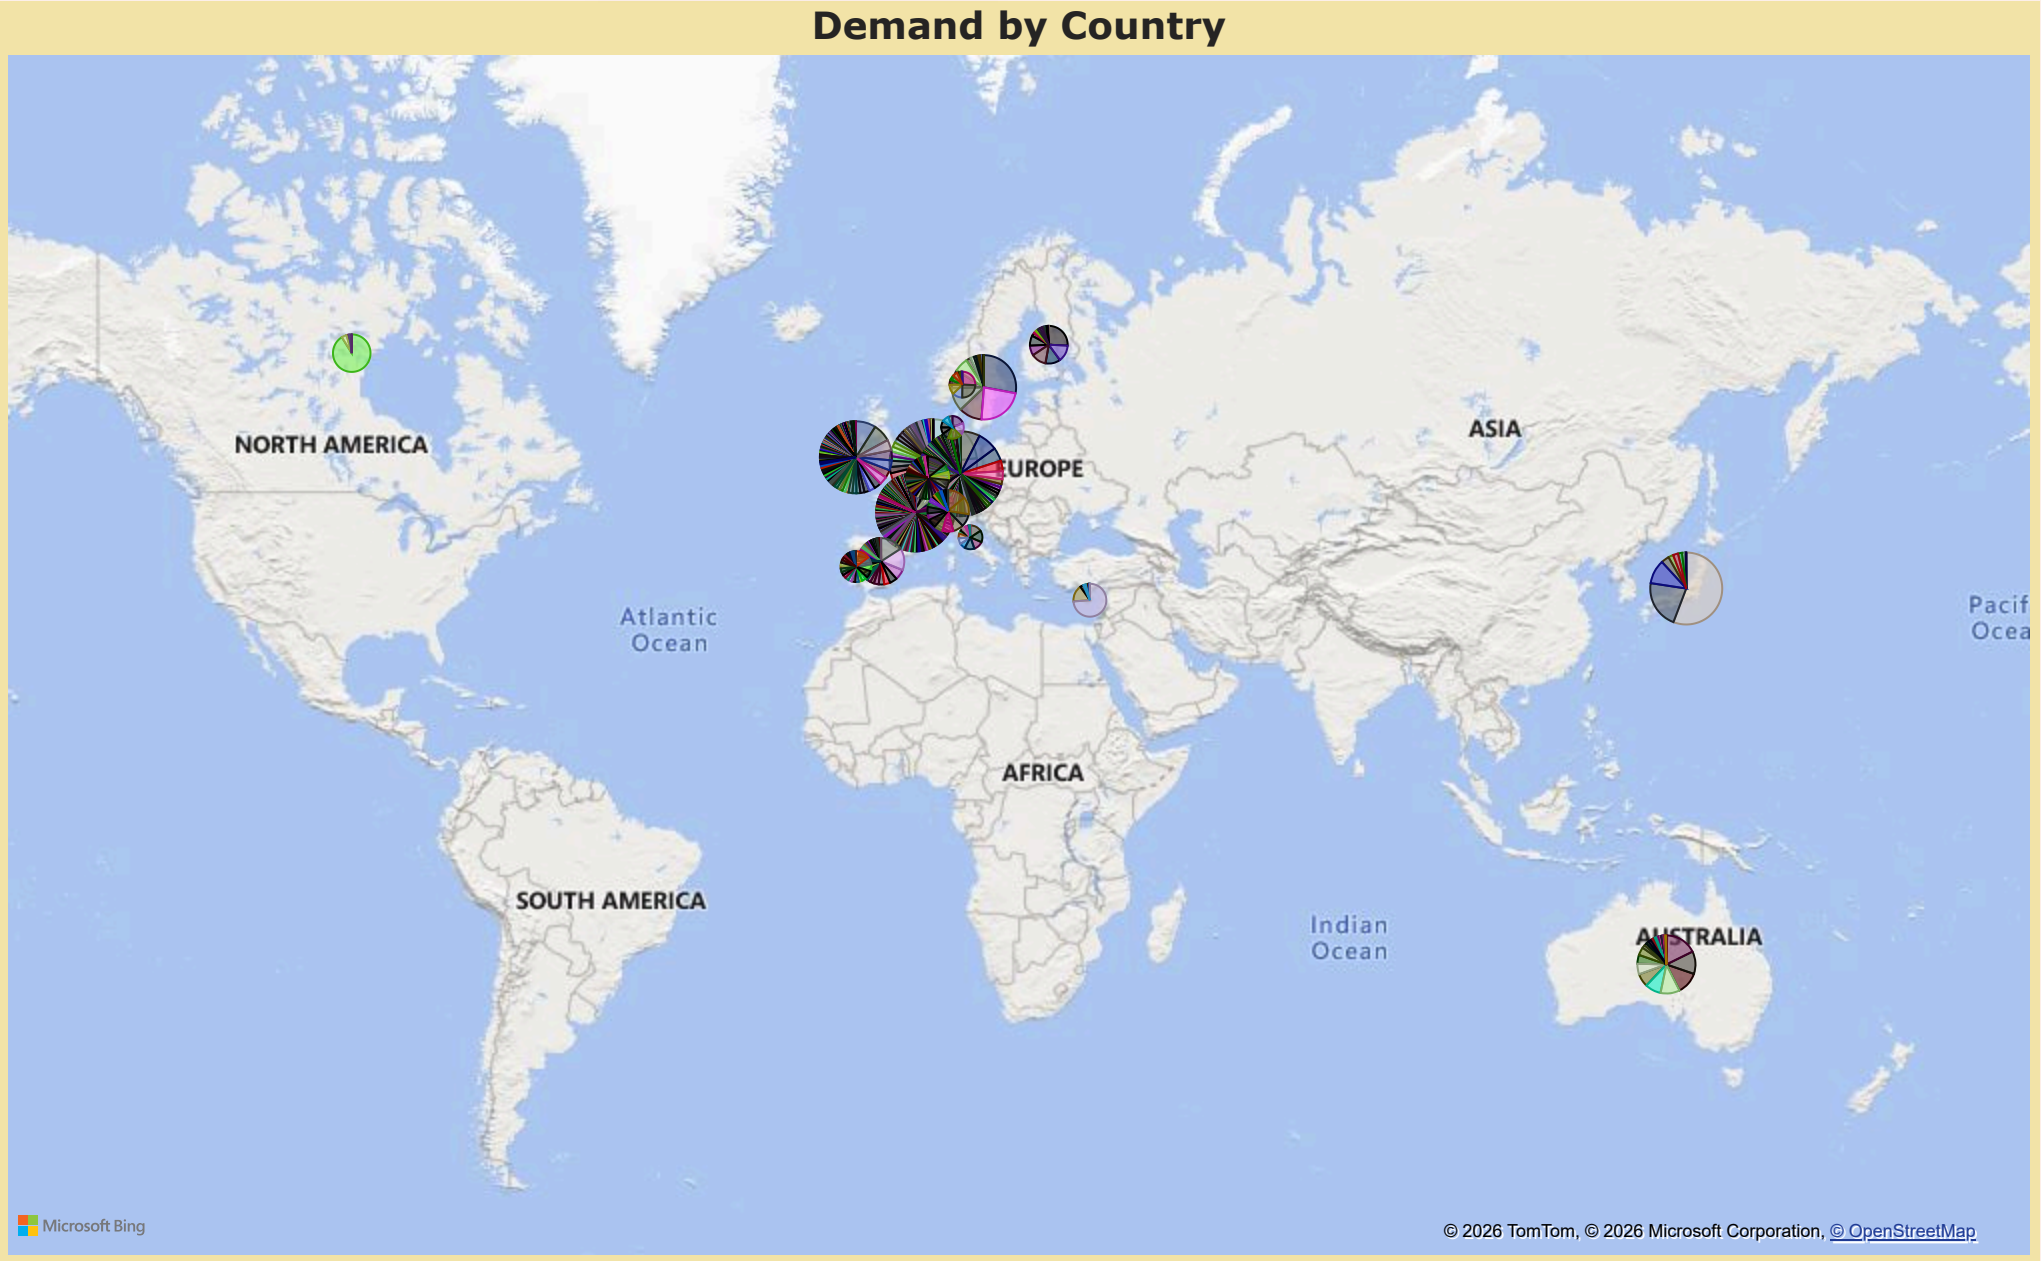 Demand by Country
NORTH AMERICA
ASIA
EUROPE
Atlantic
Ocean
Pacif
Ocea
AFRICA
SOUTH AMERICA
Indian
Ocean
AUSTRALIA
Microsoft Bing
© 2026 TomTom, © 2026 Microsoft Corporation, © OpenStreetMap